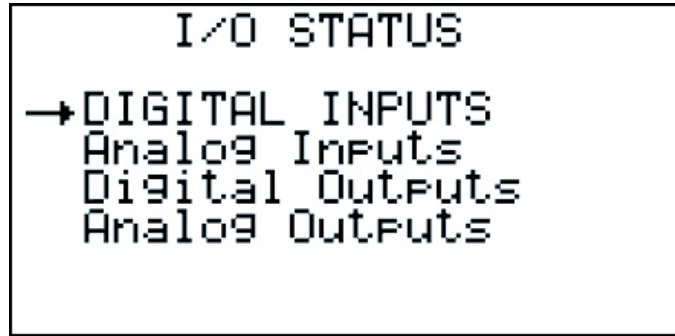 I/O STATUS
→DIGITAL INPUTS
Analog Inputs
Digital Outputs
Analog Outputs